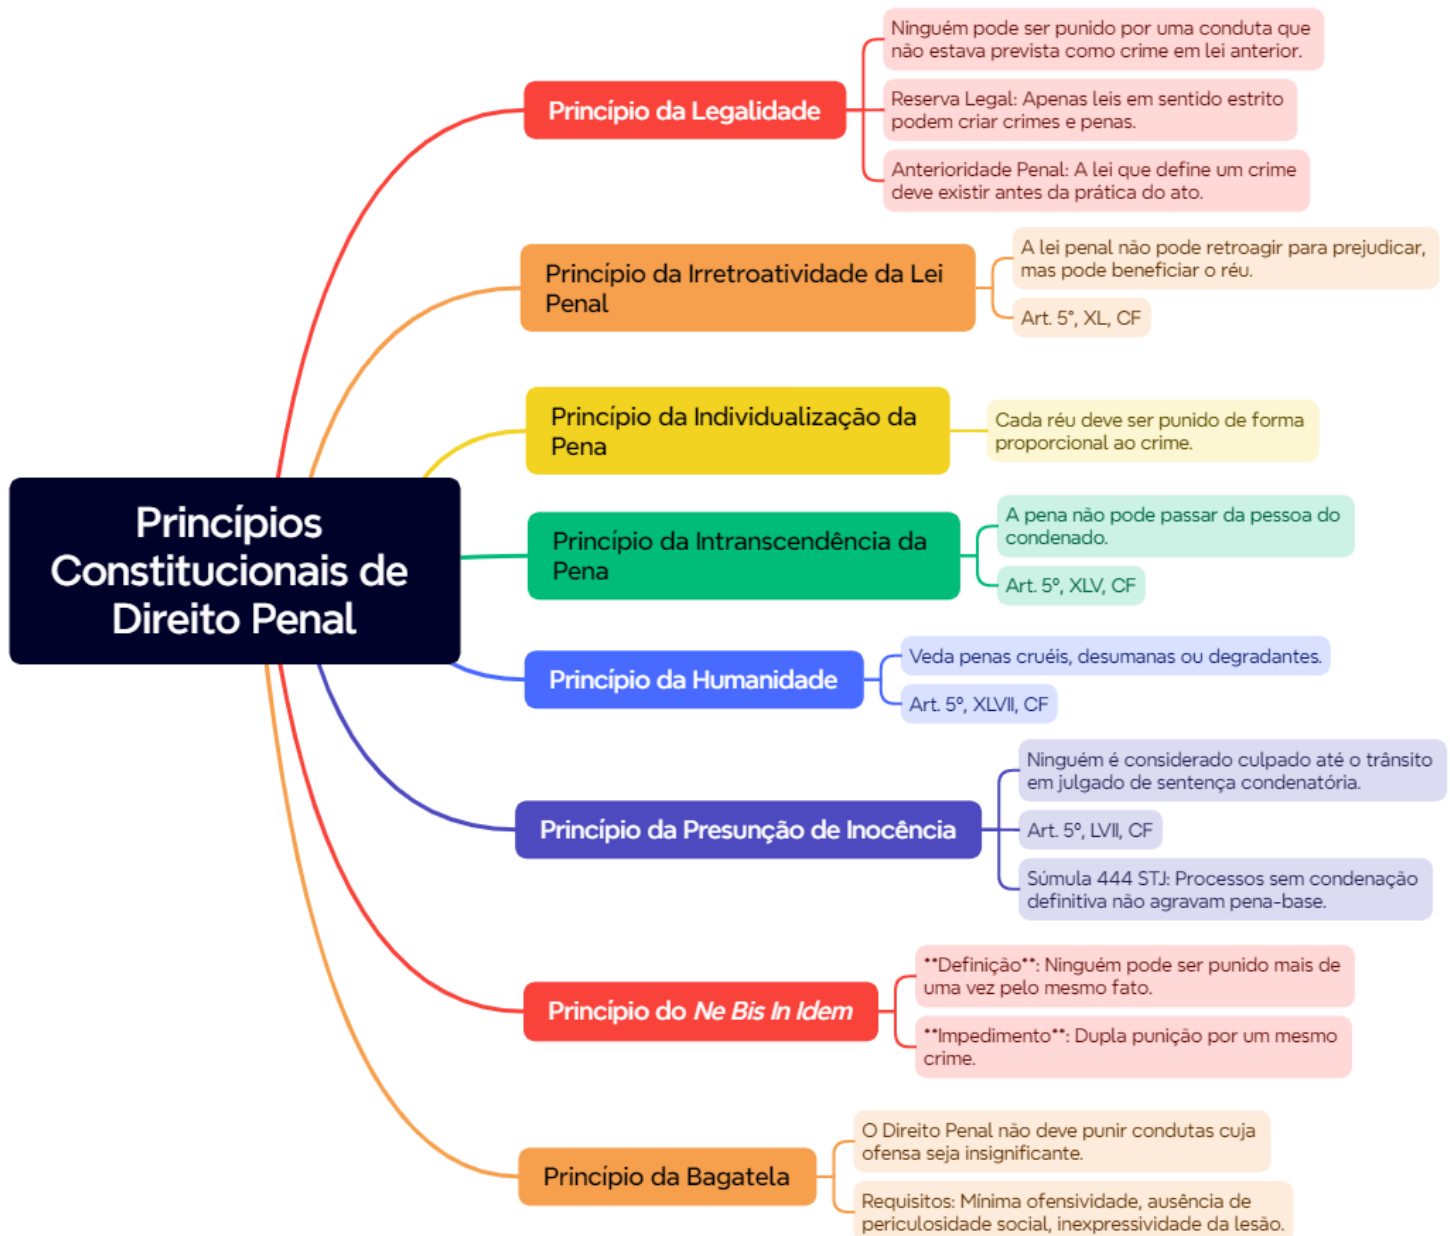 Princípios
Constitucionais de
Direito Penal
Princípio da Legalidade
Ninguém pode ser punido por uma conduta que
não estava prevista como crime em lei anterior.
Reserva Legal: Apenas leis em sentido estrito
podem criar crimes e penas.
Anterioridade Penal: A lei que define um crime
deve existir antes da prática do ato.
Princípio da Irretroatividade da Lei
Penal
A lei penal não pode retroagir para prejudicar,
mas pode beneficiar o réu.
Art. 5°, XL, CF
Princípio da Individualização da
Pena
Cada réu deve ser punido de forma
proporcional ao crime.
Princípio da Intranscendência da
Pena
A pena não pode passar da pessoa do
condenado.
Art. 5º, XLV, CF
Princípio da Humanidade
Veda penas cruéis, desumanas ou degradantes.
Art. 5º, XLVII, CF
Princípio da Presunção de Inocência
Ninguém é considerado culpado até o trânsito
em julgado de sentença condenatória.
Art. 5º, LVII, CF
Súmula 444 STJ: Processos sem condenação
definitiva não agravam pena-base.
Princípio do Ne Bis In Idem
**Definição**: Ninguém pode ser punido mais de
uma vez pelo mesmo fato.
**Impedimento**: Dupla punição por um mesmo
crime.
Princípio da Bagatela
O Direito Penal não deve punir condutas cuja
ofensa seja insignificante.
Requisitos: Mínima ofensividade, ausência de
periculosidade social, inexpressividade da lesão.